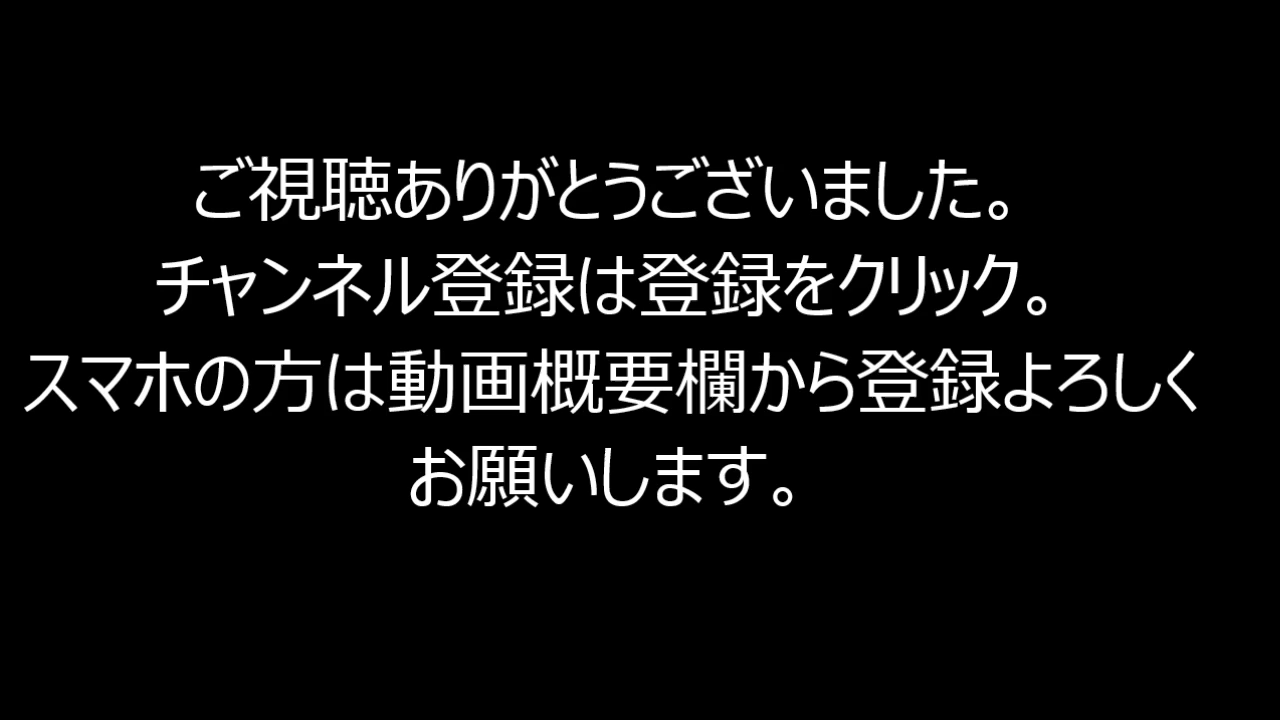 ご視聴ありがとうございました。
チャンネル登録は登録をクリック。
スマホの方は動画概要欄から登録よろしく
お願いします。